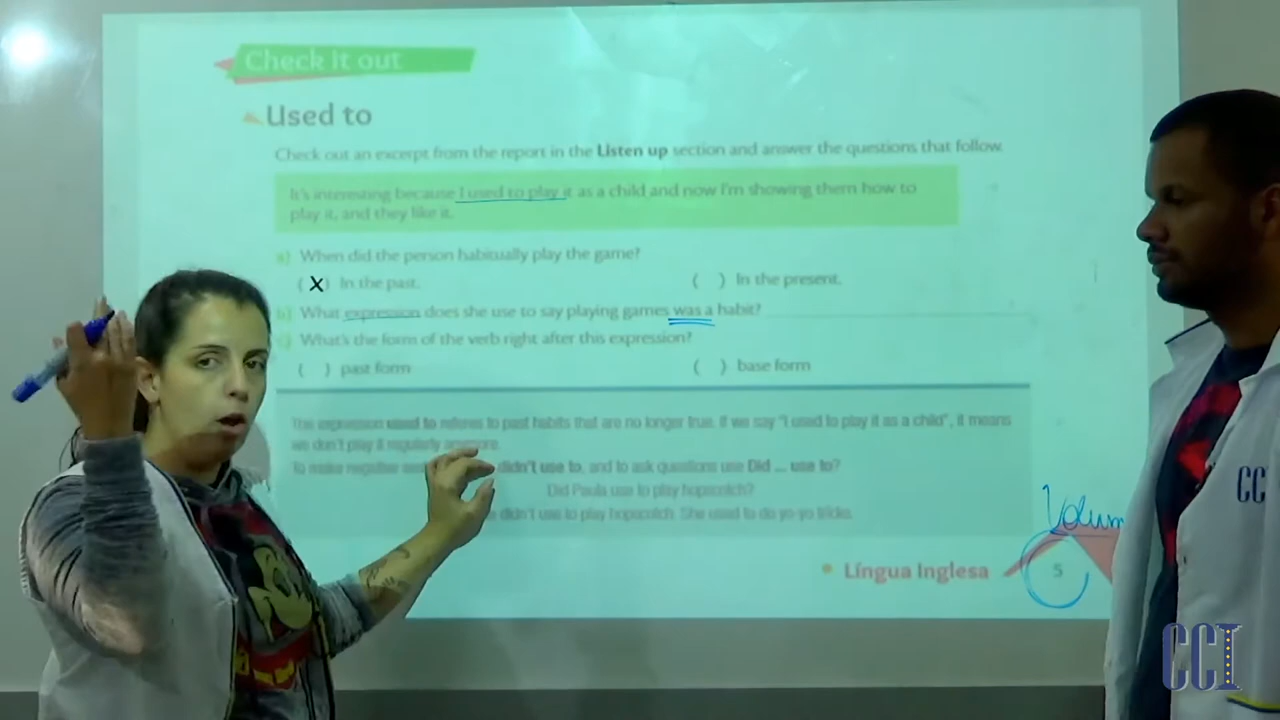 Check it out
Used to
Check out an excerpt from the report in the Listen up section and answer the questions that follow.
It's interesting because I used to play it as a child and now I'm showing them how to
play it, and they like it.
a) When did the person habitually play the game?
(X) In the past. ( ) In the present.
b) What expression does she use to say playing games was a habit?
c) What's the form of the verb right after this expression?
( ) past form ( ) base form
The expression used to referes to past habits that are no longer true. If we say "I used to play it as a child", it means
we don't play it regularly anymore.
To make negative didn't use to, and to ask questions use Did ... use to?
Did Paula use to play hopscotch?
didn't use to play hopscotch. She used to do yo-yo tricks.
Volum
Língua Inglesa 5
CC
CCI